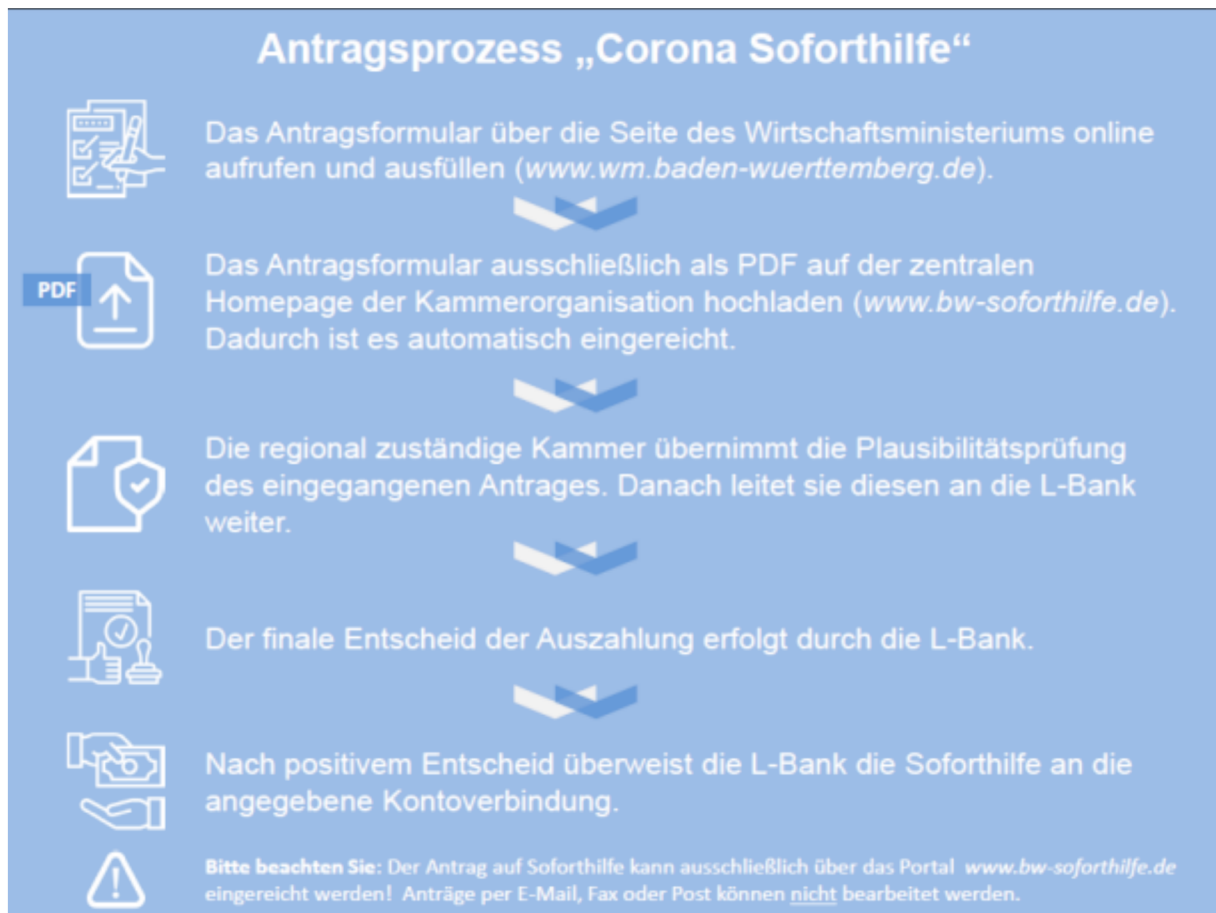 Antragsprozess „Corona Soforthilfe“
Das Antragsformular über die Seite des Wirtschaftsministeriums online
aufrufen und ausfüllen (www.wm.baden-wuerttemberg.de).
PDF
Das Antragsformular ausschließlich als PDF auf der zentralen
Homepage der Kammerorganisation hochladen (www.bw-soforthilfe.de).
Dadurch ist es automatisch eingereicht.
Die regional zuständige Kammer übernimmt die Plausibilitätsprüfung
des eingegangenen Antrages. Danach leitet sie diesen an die L-Bank
weiter.
Der finale Entscheid der Auszahlung erfolgt durch die L-Bank.
Nach positivem Entscheid überweist die L-Bank die Soforthilfe an die
angegebene Kontoverbindung.
Bitte beachten Sie: Der Antrag auf Soforthilfe kann ausschließlich über das Portal www.bw-soforthilfe.de
eingereicht werden! Anträge per E-Mail, Fax oder Post können nicht bearbeitet werden.